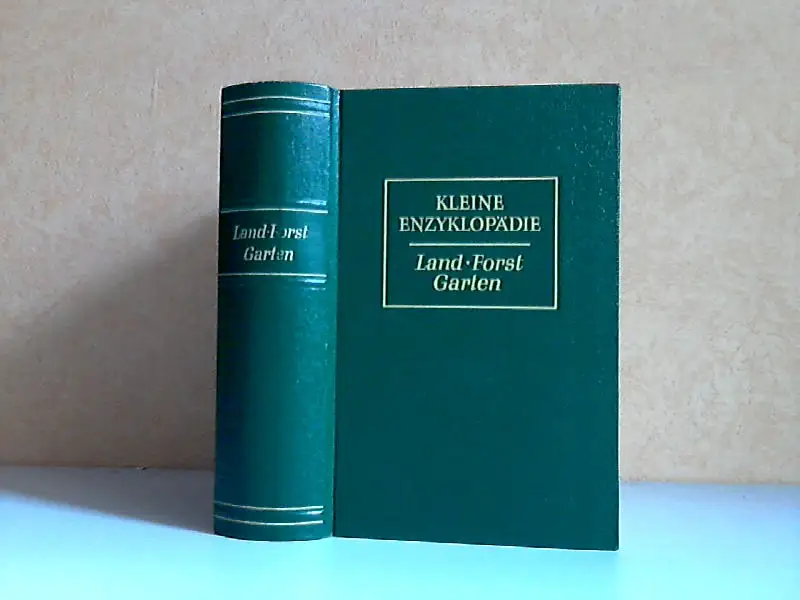 Land·Forst
Garten
KLEINE
ENZYKLOPÄDIE
Land·Forst
Garten